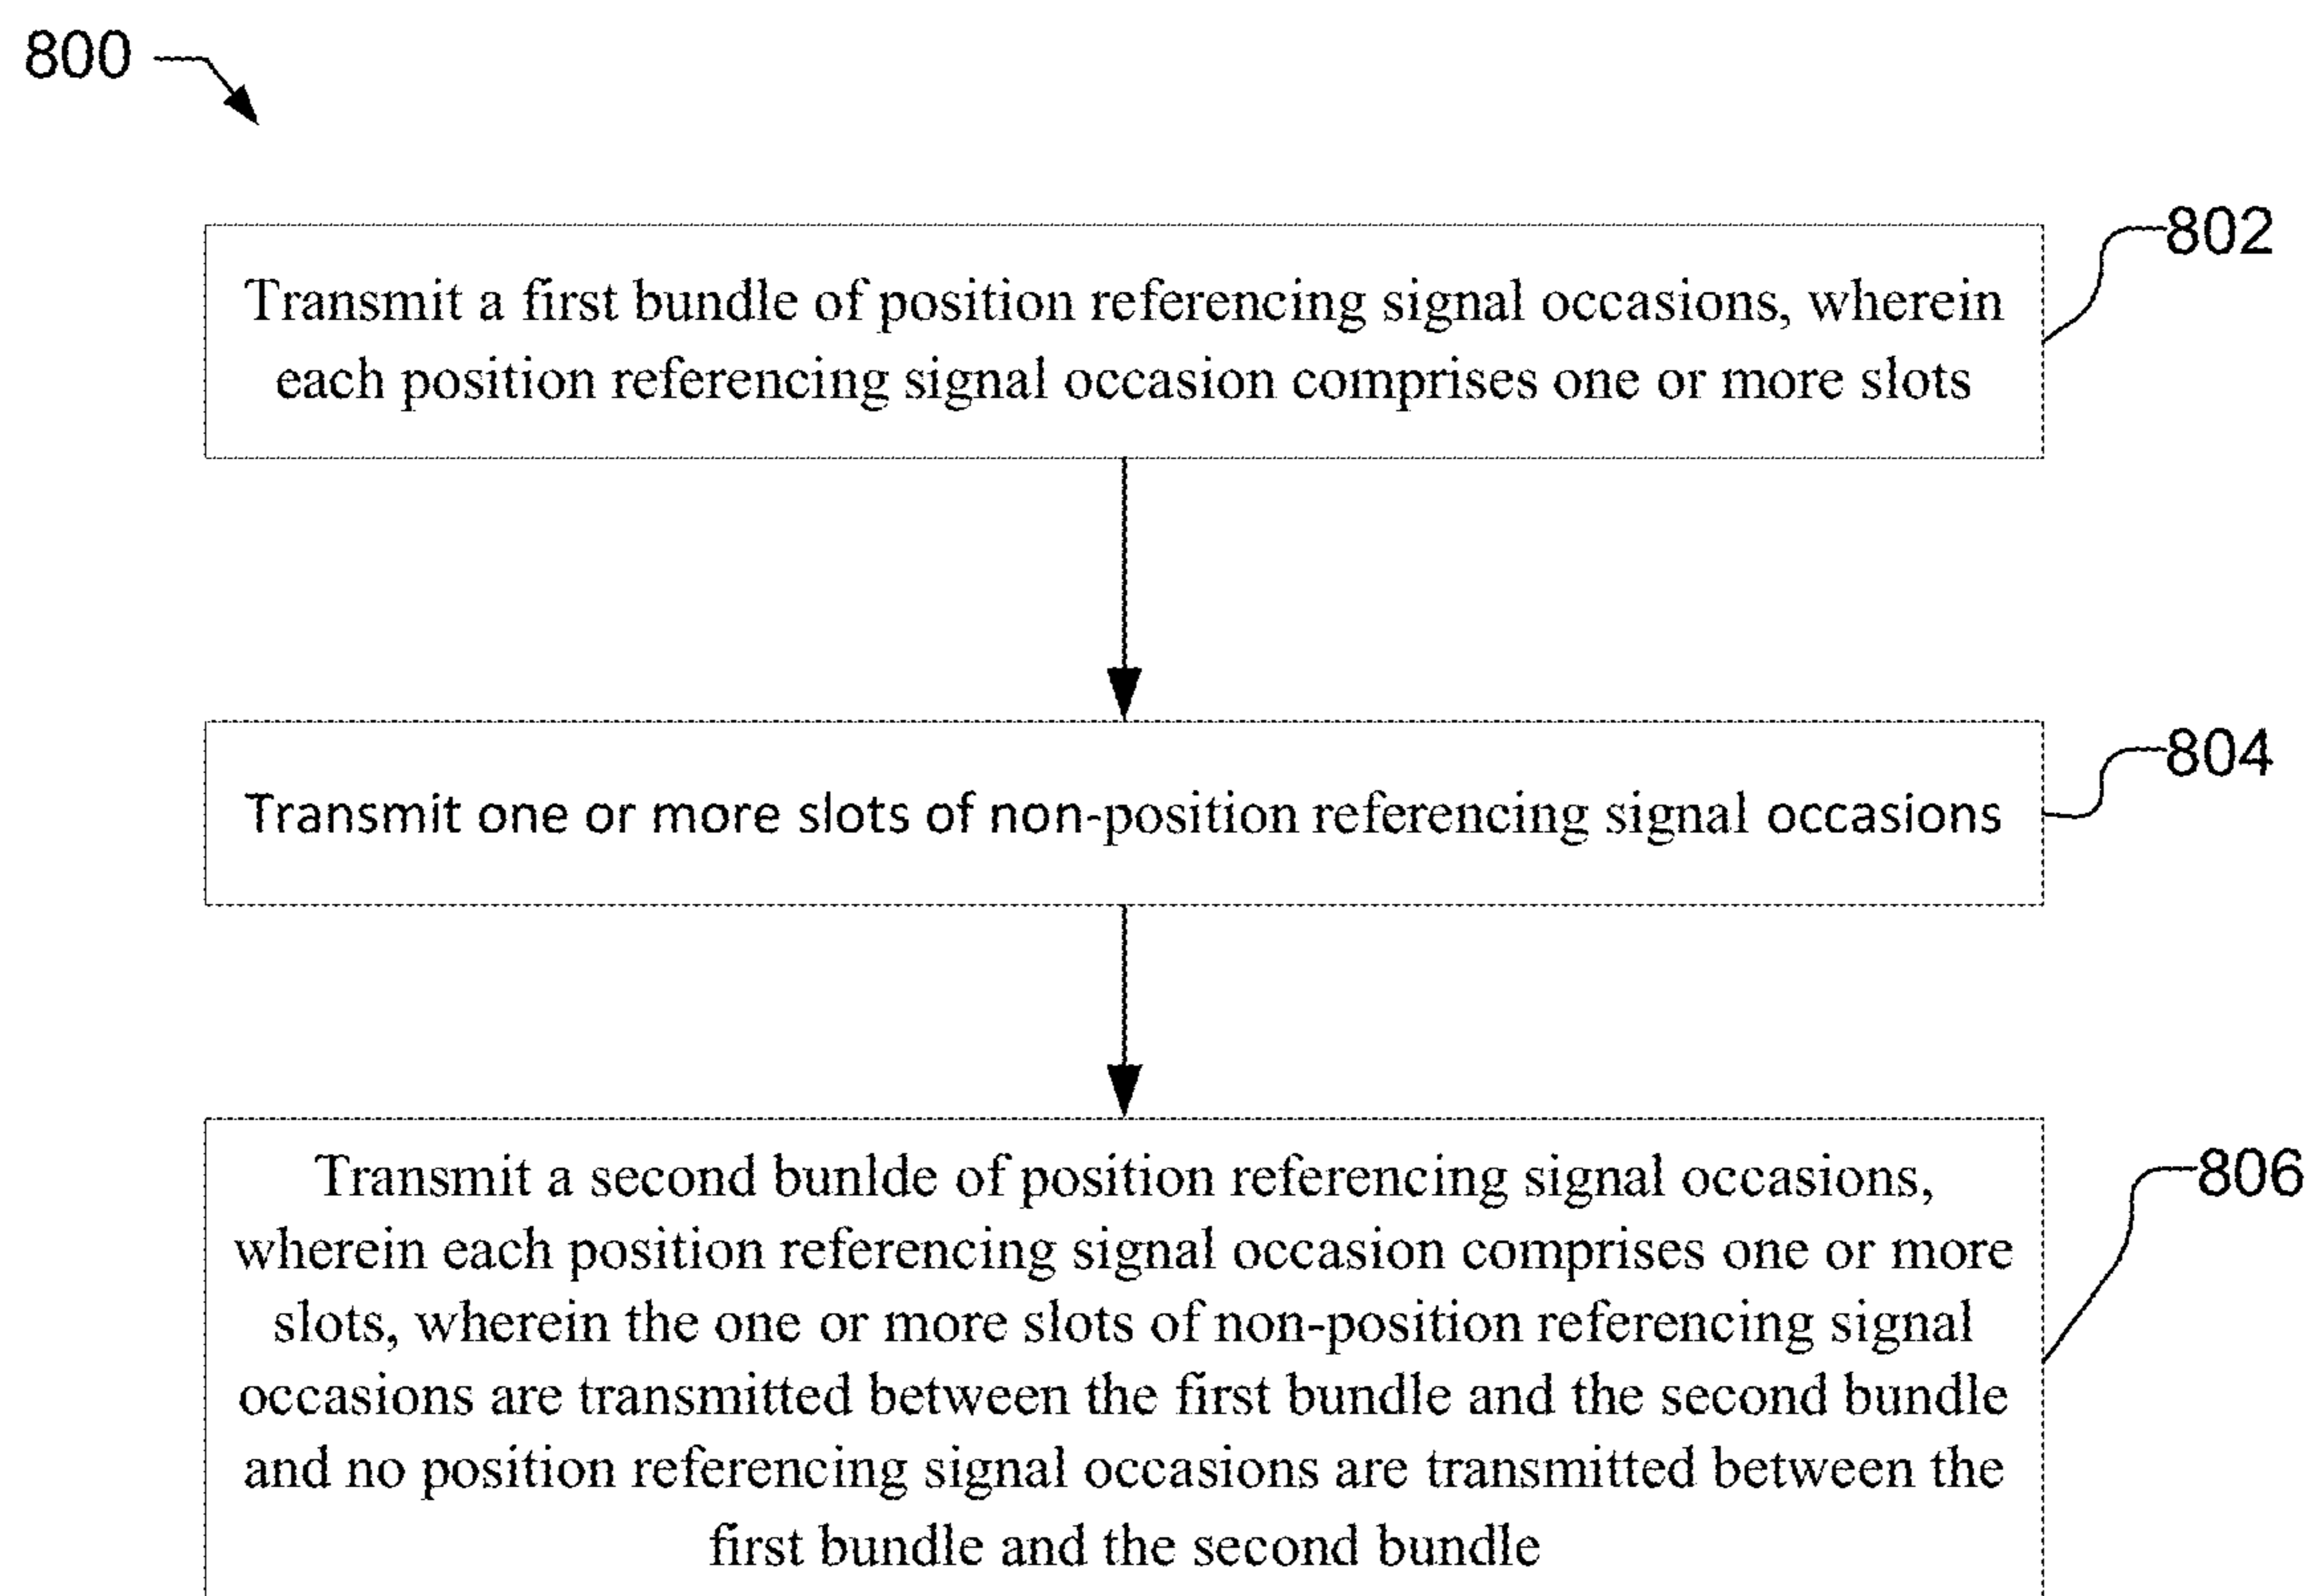 800
802
Transmit a first bundle of position referencing signal occasions, wherein
each position referencing signal occasion comprises one or more slots
804
Transmit one or more slots of non-position referencing signal occasions
806
Transmit a second bunlde of position referencing signal occasions,
wherein each position referencing signal occasion comprises one or more
slots, wherein the one or more slots of non-position referencing signal
occasions are transmitted between the first bundle and the second bundle
and no position referencing signal occasions are transmitted between the
first bundle and the second bundle